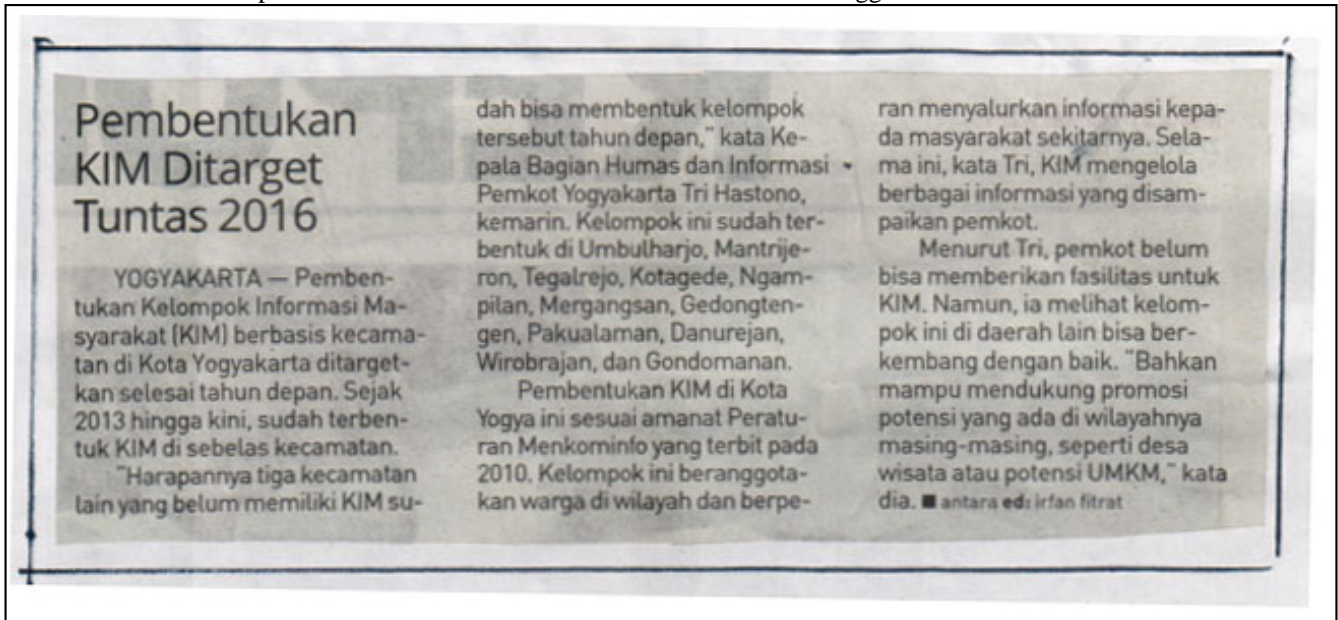 Pembentukan
KIM Ditarget
Tuntas 2016
YOGYAKARTA — Pemben-
tukan Kelompok Informasi Ma-
syarakat (KIM) berbasis kecama-
tan di Kota Yogyakarta ditarget-
kan selesai tahun depan. Sejak
2013 hingga kini, sudah terben-
tuk KIM di sebelas kecamatan.
"Harapannya tiga kecamatan
lain yang belum memiliki KIM su-
dah bisa membentuk kelompok
tersebut tahun depan," kata Ke-
pala Bagian Humas dan Informasi
Pemkot Yogyakarta Tri Hastono,
kemarin. Kelompok ini sudah ter-
bentuk di Umbulharjo, Mantrije-
ron, Tegalrejo, Kotagede, Ngam-
pilan, Mergangsan, Gedongten-
gen, Pakualaman, Danurejan,
Wirobrajan, dan Gondomanan.
Pembentukan KIM di Kota
Yogya ini sesuai amanat Peratu-
ran Menkominfo yang terbit pada
2010. Kelompok ini beranggota-
kan warga di wilayah dan berpe-
ran menyalurkan informasi kepa-
da masyarakat sekitarnya. Sela-
ma ini, kata Tri, KIM mengelola
berbagai informasi yang disam-
paikan pemkot.
Menurut Tri, pemkot belum
bisa memberikan fasilitas untuk
KIM. Namun, ia melihat kelom-
pok ini di daerah lain bisa ber-
kembang dengan baik. "Bahkan
mampu mendukung promosi
potensi yang ada di wilayahnya
masing-masing, seperti desa
wisata atau potensi UMKM," kata
dia. ■ antara ed: irfan fitrat